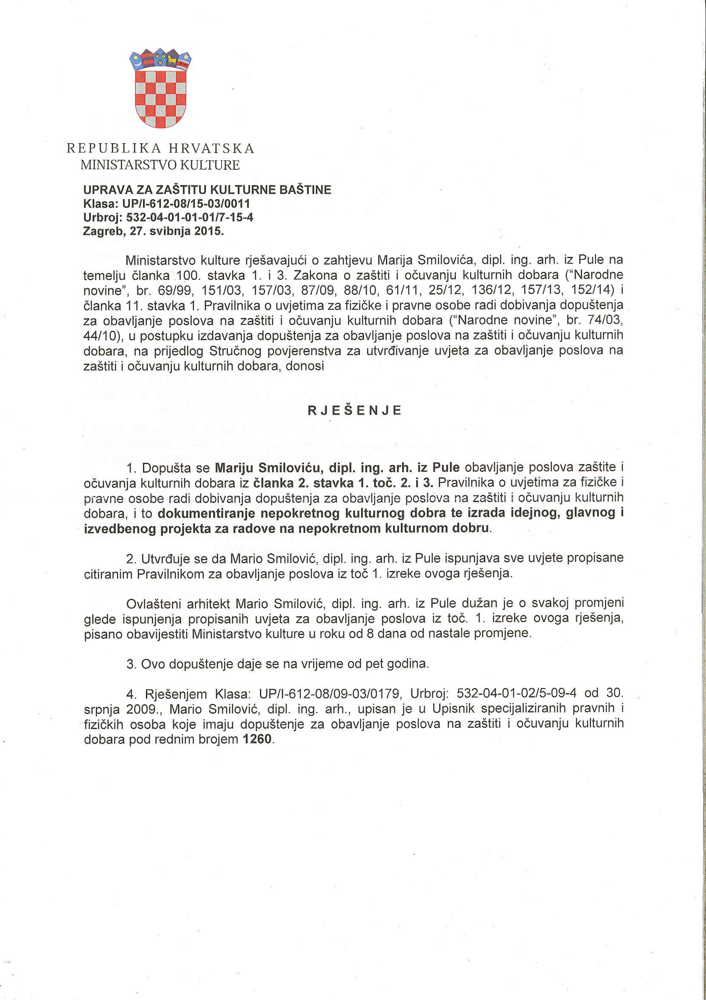 REPUBLIKA HRVATSKA
MINISTARSTVO KULTURE
UPRAVA ZA ZAŠTITU KULTURNE BAŠTINE
Klasa: UP/I-612-08/15-03/0011
Urbroj: 532-04-01-01-01/7-15-4
Zagreb, 27. svibnja 2015.
Ministarstvo kulture rješavajući o zahtjevu Marija Smilovića, dipl. ing. arh. iz Pule na
temelju članka 100. stavka 1. i 3. Zakona o zaštiti i očuvanju kulturnih dobara (“Narodne
novine”, br. 69/99, 151/03, 157/03, 87/09, 88/10, 61/11, 25/12, 136/12, 157/13, 152/14) i
članka 11. stavka 1. Pravilnika o uvjetima za fizičke i pravne osobe radi dobivanja dopuštenja
za obavljanje poslova na zaštiti i očuvanju kulturnih dobara (“Narodne novine”, br. 74/03,
44/10), u postupku izdavanja dopuštenja za obavljanje poslova na zaštiti i očuvanju kulturnih
dobara, na prijedlog Stručnog povjerenstva za utvrđivanje uvjeta za obavljanje poslova na
zaštiti i očuvanju kulturnih dobara, donosi
RJEŠENJE
1. Dopušta se Mariju Smiloviću, dipl. ing. arh. iz Pule obavljanje poslova zaštite i
očuvanja kulturnih dobara iz članka 2. stavka 1. toč. 2. i 3. Pravilnika o uvjetima za fizičke i
pravne osobe radi dobivanja dopuštenja za obavljanje poslova na zaštiti i očuvanju kulturnih
dobara, i to dokumentiranje nepokretnog kulturnog dobra te izrada idejnog, glavnog i
izvedbenog projekta za radove na nepokretnom kulturnom dobru.
2. Utvrđuje se da Mario Smilović, dipl. ing. arh. iz Pule ispunjava sve uvjete propisane
citiranim Pravilnikom za obavljanje poslova iz toč 1. izreke ovoga rješenja.
Ovlašteni arhitekt Mario Smilović, dipl. ing. arh. iz Pule dužan je o svakoj promjeni
glede ispunjenja propisanih uvjeta za obavljanje poslova iz toč. 1. izreke ovoga rješenja,
pisano obavijestiti Ministarstvo kulture u roku od 8 dana od nastale promjene.
3. Ovo dopuštenje daje se na vrijeme od pet godina.
4. Rješenjem Klasa: UP/I-612-08/09-03/0179, Urbroj: 532-04-01-02/5-09-4 od 30.
srpnja 2009., Mario Smilović, dipl. ing. arh., upisan je u Upisnik specijaliziranih pravnih i
fizičkih osoba koje imaju dopuštenje za obavljanje poslova na zaštiti i očuvanju kulturnih
dobara pod rednim brojem 1260.